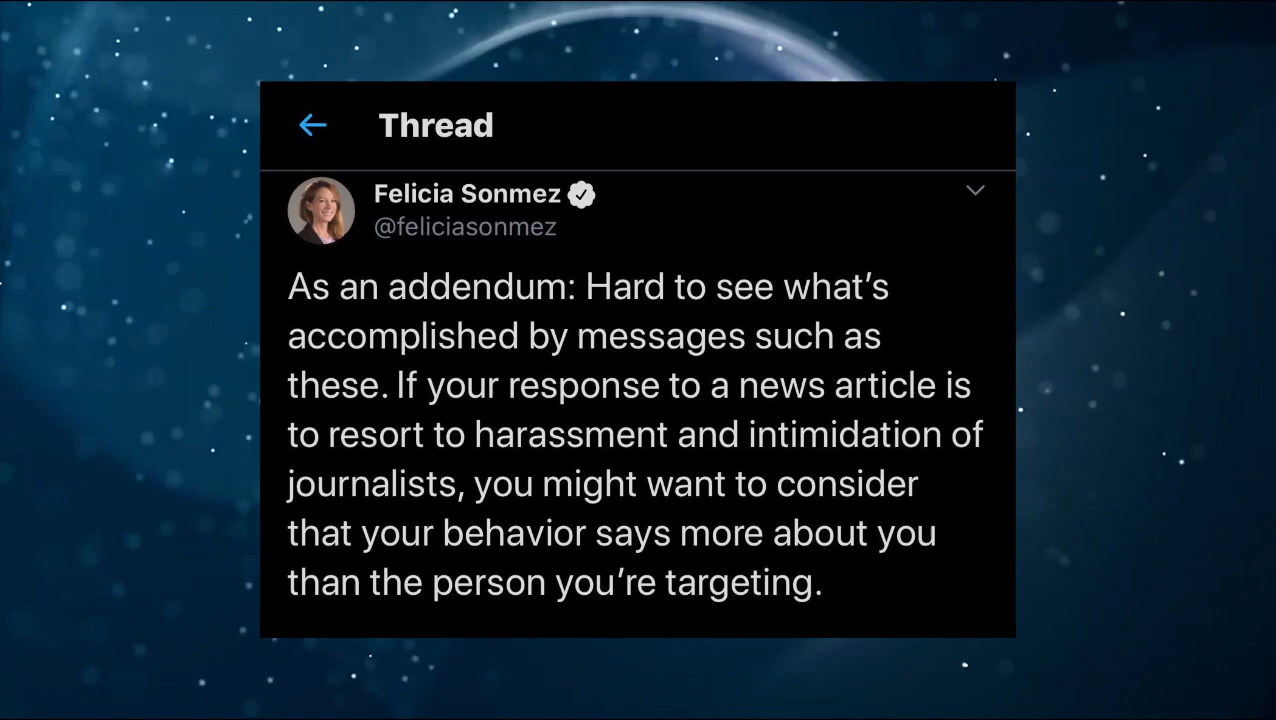 Thread
Felicia Sonmez
@feliciasonmez
As an addendum: Hard to see what’s
accomplished by messages such as
these. If your response to a news article is
to resort to harassment and intimidation of
journalists, you might want to consider
that your behavior says more about you
than the person you’re targeting.